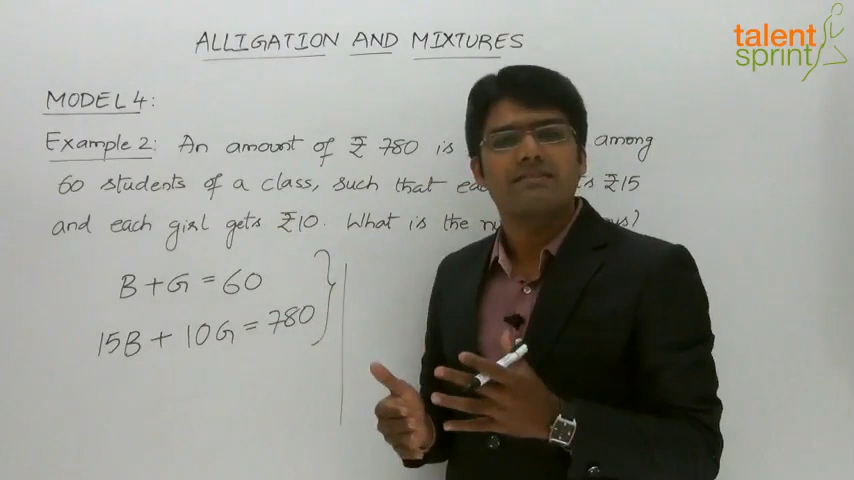 talent
sprint
ALLIGATION AND MIXTURES
MODEL 4:
Example 2: An amount of ₹ 780 is among
60 students of a class, such that ₹15
and each girl gets ₹10. What is the
B + G = 60
15B + 10G = 780